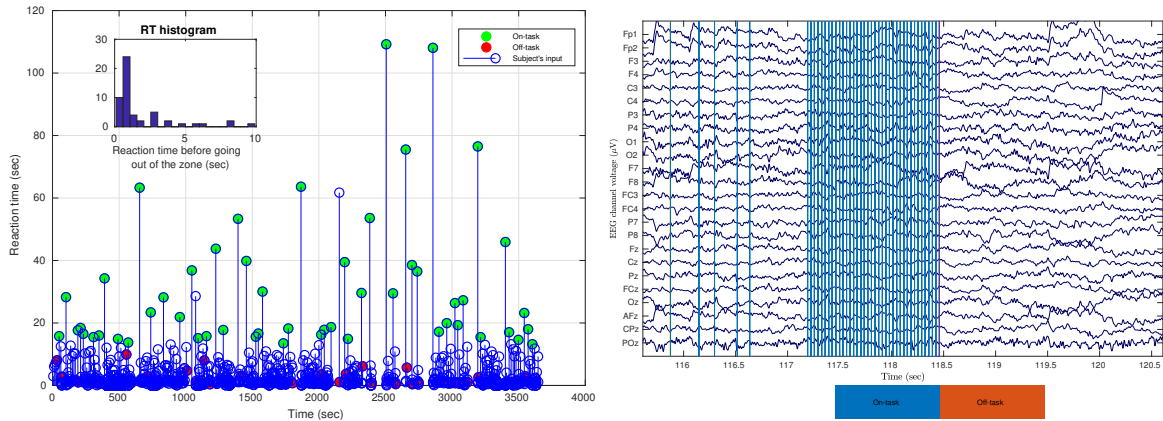 120
100
80
60
40
20
0
Reaction time (sec)
0
500
1000
1500
2000
2500
3000
3500
4000
Time (sec)
RT histogram
30
20
10
0
0
5
10
Reaction time before going
out of the zone (sec)
On-task
Off-task
Subject's input
EEG channel voltage (μV)
Fp1
Fp2
F3
F4
C3
C4
P3
P4
O1
O2
F7
F8
FC3
FC4
P7
P8
Fz
Cz
Pz
FCz
Oz
AFz
CPz
POz
116
116.5
117
117.5
118
118.5
119
119.5
120
120.5
Time (sec)
On-task
Off-task